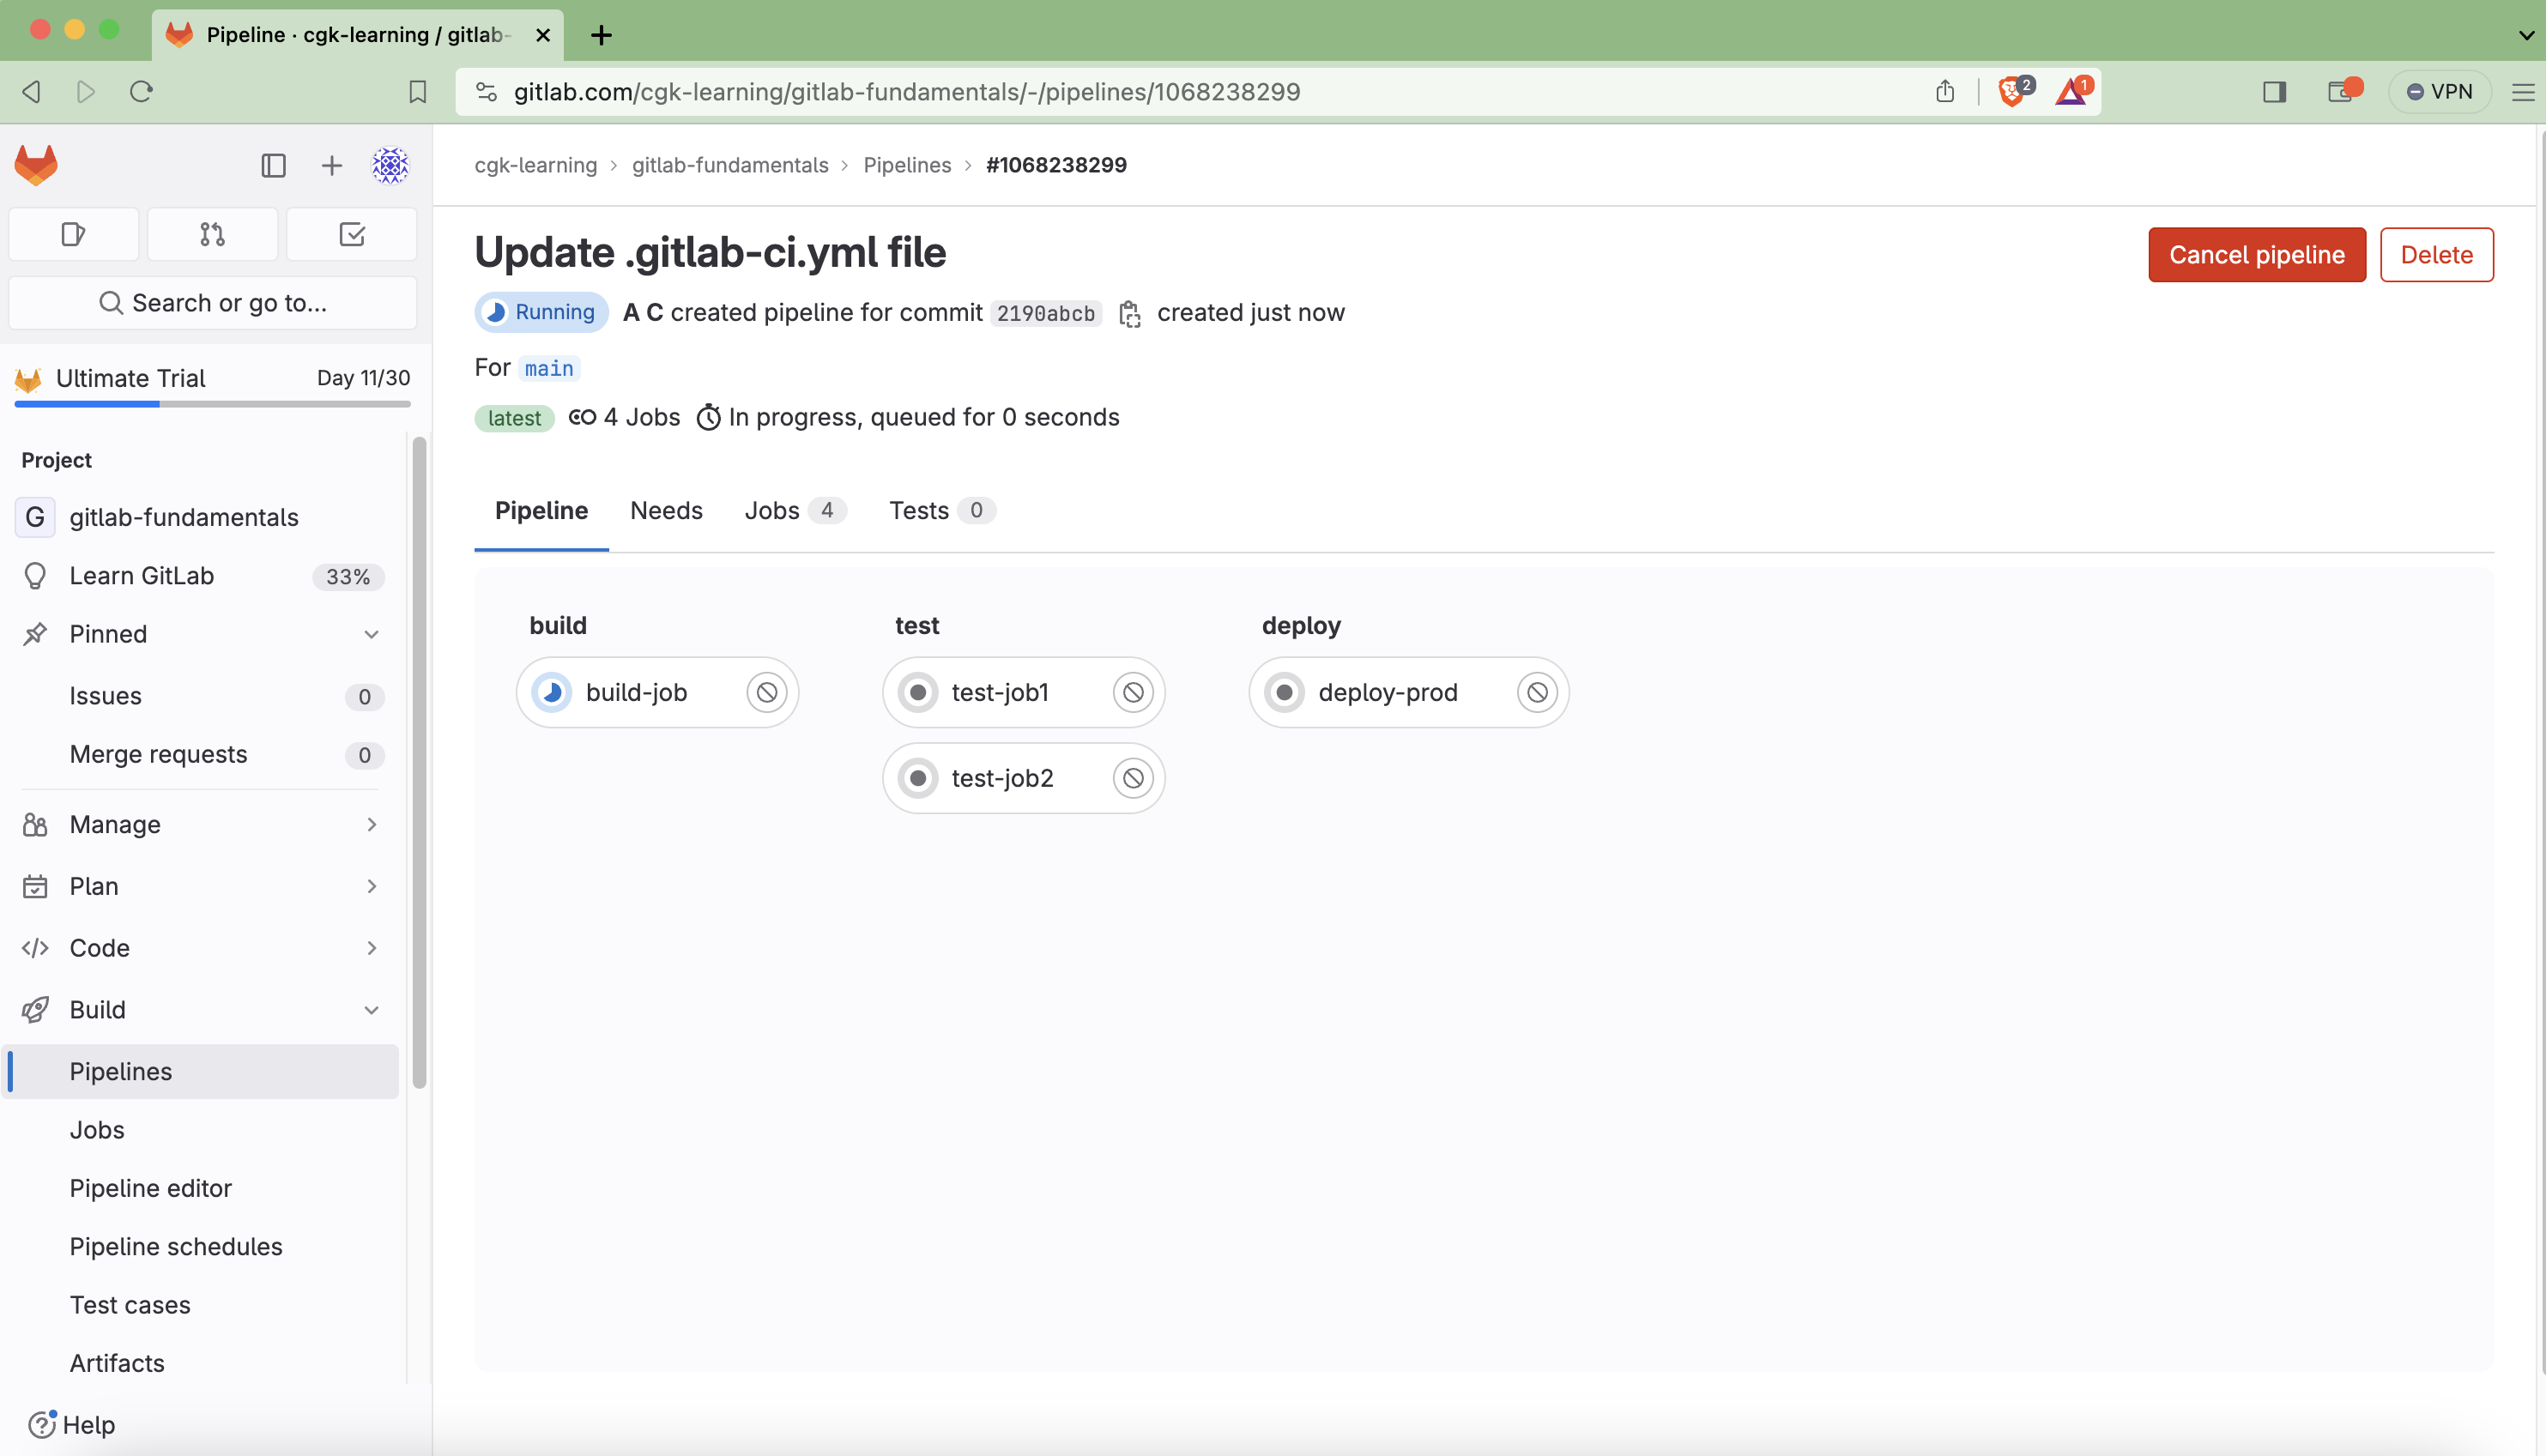 Pipeline · cgk-learning / gitlab-
gitlab.com/cgk-learning/gitlab-fundamentals/-/pipelines/1068238299
2
1
VPN
cgk-learning › gitlab-fundamentals › Pipelines › #1068238299
Update .gitlab-ci.yml file
Cancel pipeline
Delete
Running A C created pipeline for commit 2190abcb created just now
For main
latest 4 Jobs In progress, queued for 0 seconds
Pipeline Needs Jobs 4 Tests 0
build
build-job
test
test-job1
test-job2
deploy
deploy-prod
Search or go to...
Ultimate Trial Day 11/30
Project
G gitlab-fundamentals
Learn GitLab 33%
Pinned
Issues 0
Merge requests 0
Manage
Plan
Code
Build
Pipelines
Jobs
Pipeline editor
Pipeline schedules
Test cases
Artifacts
Help